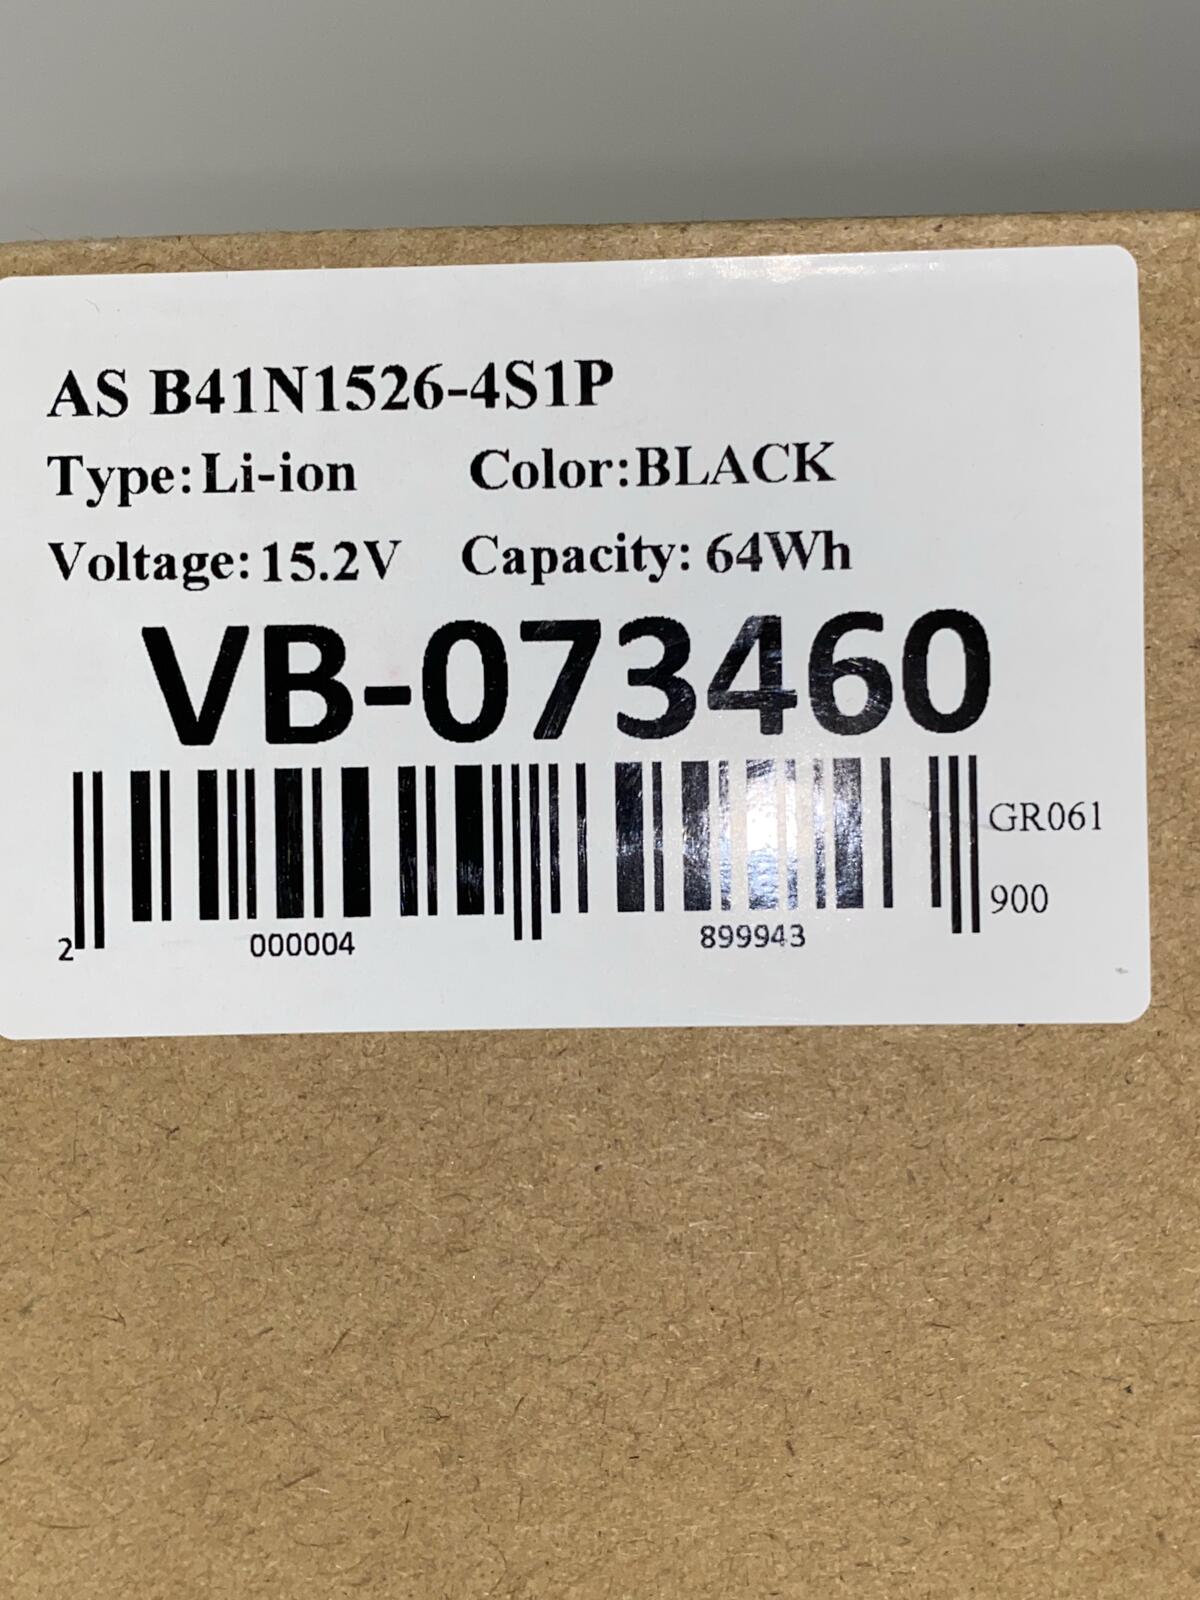 AS B41N1526-4S1P
Type:Li-ion Color:BLACK
Voltage:15.2V Capacity: 64Wh
VB-073460
GR061
900
2 000004 899943